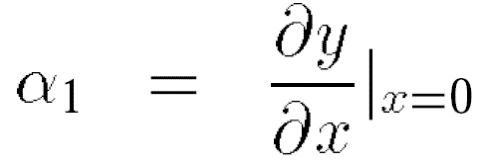 α₁ = ∂y/∂x|ₓ₌₀